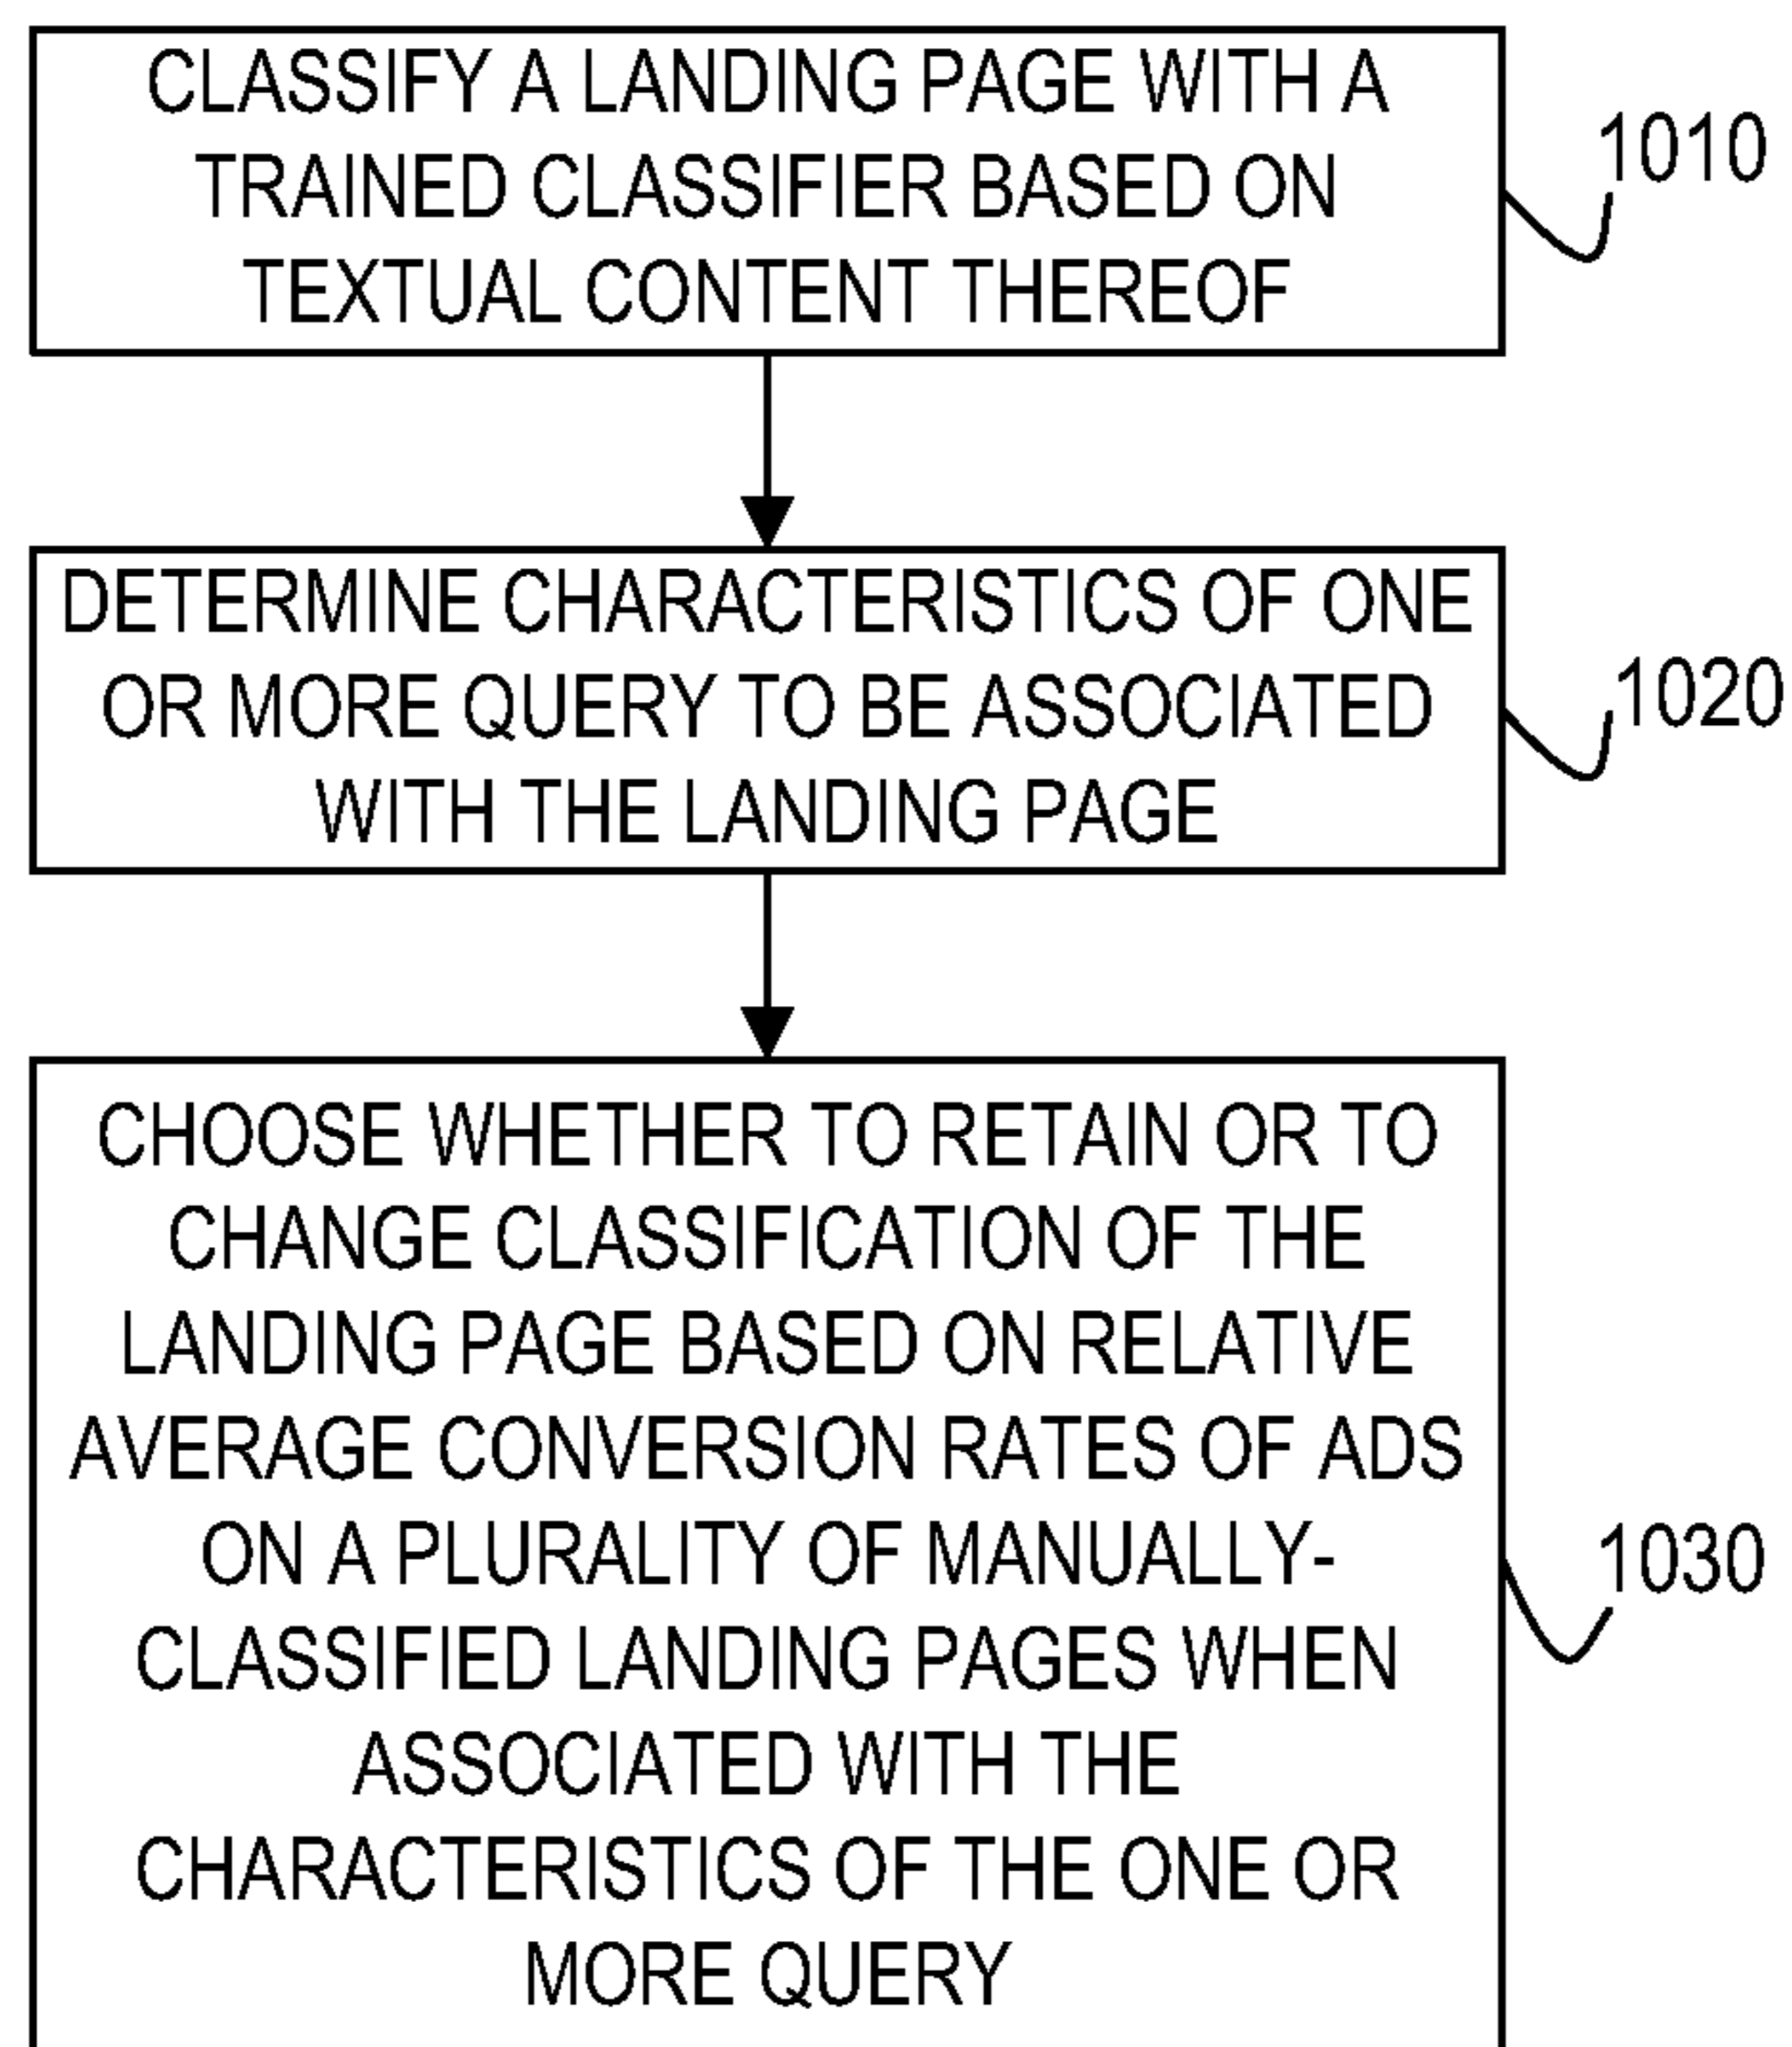 CLASSIFY A LANDING PAGE WITH A
TRAINED CLASSIFIER BASED ON
TEXTUAL CONTENT THEREOF
1010
DETERMINE CHARACTERISTICS OF ONE
OR MORE QUERY TO BE ASSOCIATED
WITH THE LANDING PAGE
1020
CHOOSE WHETHER TO RETAIN OR TO
CHANGE CLASSIFICATION OF THE
LANDING PAGE BASED ON RELATIVE
AVERAGE CONVERSION RATES OF ADS
ON A PLURALITY OF MANUALLY-
CLASSIFIED LANDING PAGES WHEN
ASSOCIATED WITH THE
CHARACTERISTICS OF THE ONE OR
MORE QUERY
1030